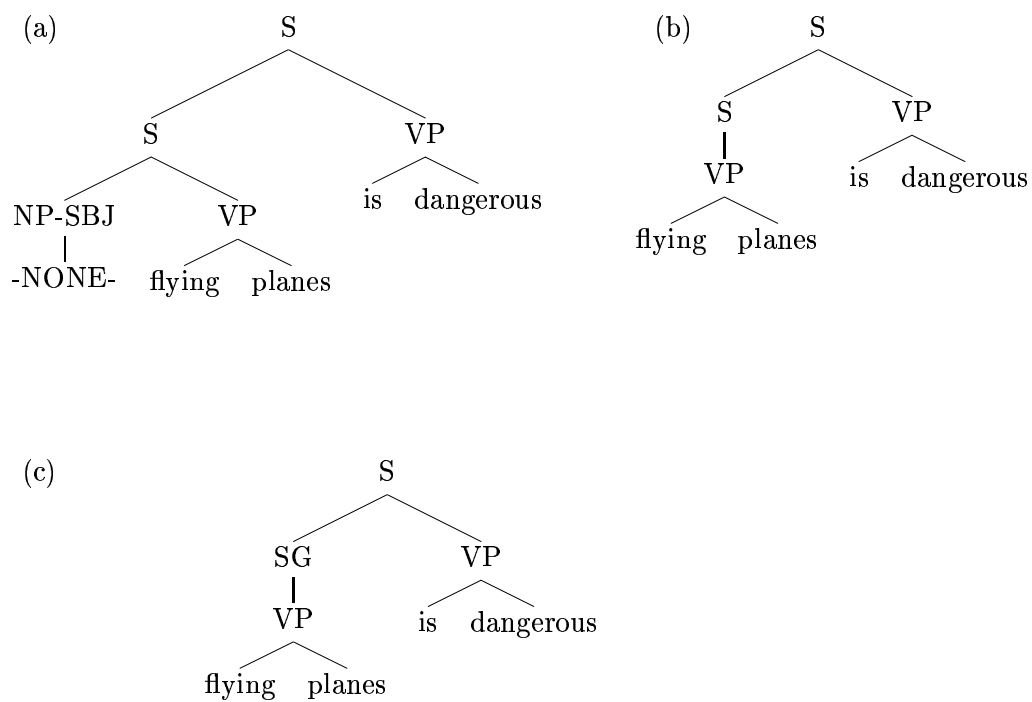 (a)
S
S VP
is dangerous
NP-SBJ VP
-NONE- flying planes
(b)
S
S VP
is dangerous
VP
flying planes
(c)
S
SG VP
is dangerous
VP
flying planes